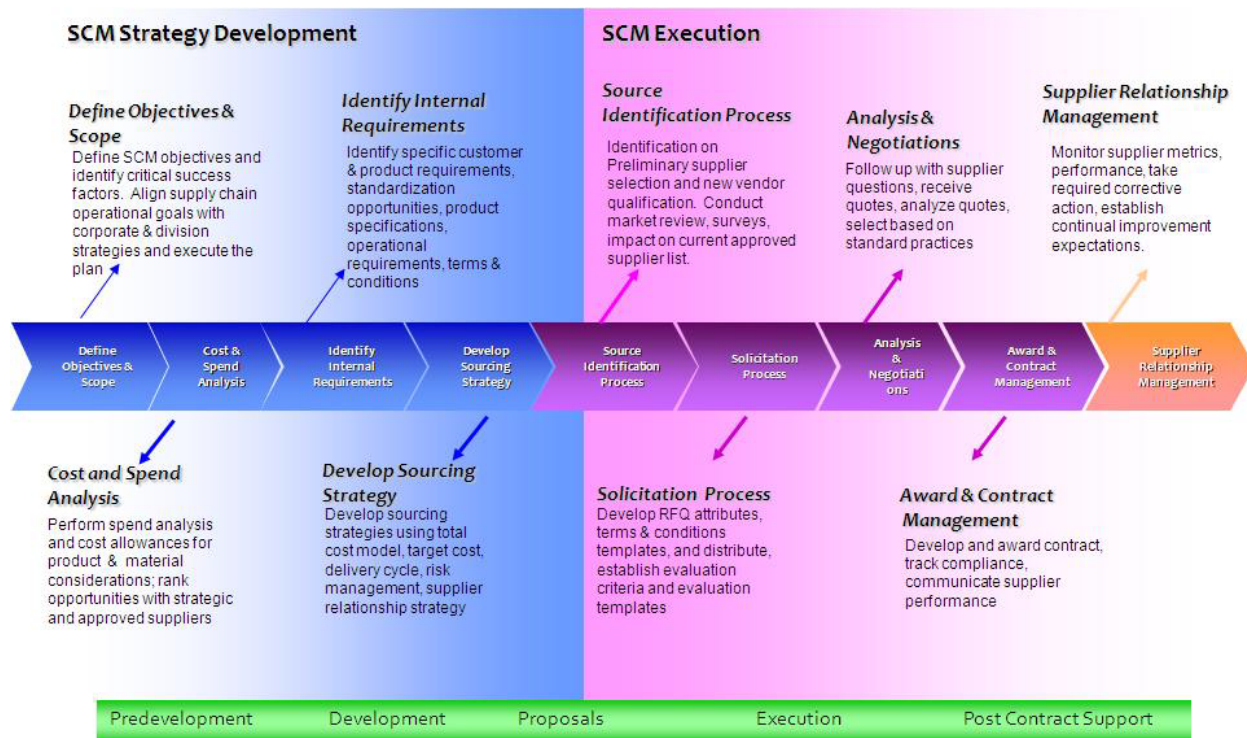 SCM Strategy Development
SCM Execution
Define Objectives &
Scope
Define SCM objectives and
identify critical success
factors. Align supply chain
operational goals with
corporate & division
strategies and execute the
plan
Identify Internal
Requirements
Identify specific customer
& product requirements,
standardization
opportunities, product
specifications,
operational
requirements, terms &
conditions
Source
Identification Process
Identification on
Preliminary supplier
selection and new vendor
qualification. Conduct
market review, surveys,
impact on current approved
supplier list.
Analysis &
Negotiations
Follow up with supplier
questions, receive
quotes, analyze quotes,
select based on
standard practices
Supplier Relationship
Management
Monitor supplier metrics,
performance, take
required corrective
action, establish
continual improvement
expectations.
Define
Objectives &
Scope
Cost &
Spend
Analysis
Identify
Internal
Requirements
Develop
Sourcing
Strategy
Source
Identification
Process
Solicitation
Process
Analysis
&
Negotiati
ons
Award &
Contract
Management
Supplier
Relationship
Management
Cost and Spend
Analysis
Perform spend analysis
and cost allowances for
product & material
considerations; rank
opportunities with strategic
and approved suppliers
Develop Sourcing
Strategy
Develop sourcing
strategies using total
cost model, target cost,
delivery cycle, risk
management, supplier
relationship strategy
Solicitation Process
Develop RFQ attributes,
terms & conditions
templates, and distribute,
establish evaluation
criteria and evaluation
templates
Award & Contract
Management
Develop and award contract,
track compliance,
communicate supplier
performance
Predevelopment
Development
Proposals
Execution
Post Contract Support